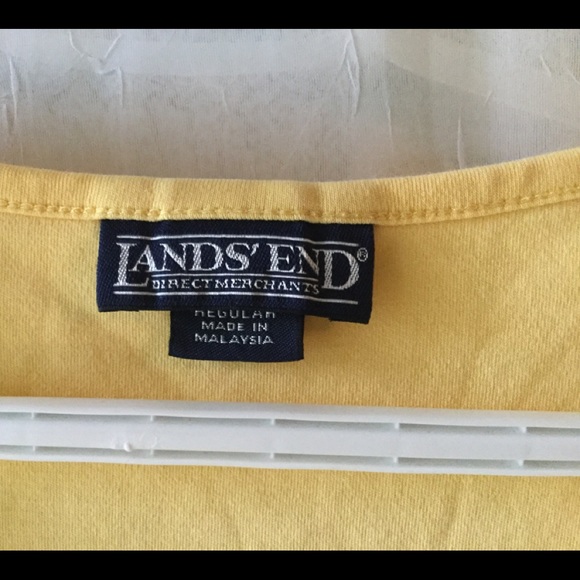 LANDS' END®
DIRECT MERCHANTS
REGULAR
MADE IN
MALAYSIA